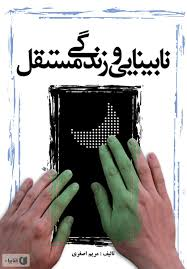 نابینایی و زندگی
مستقل
تالیف : مریم اصغری